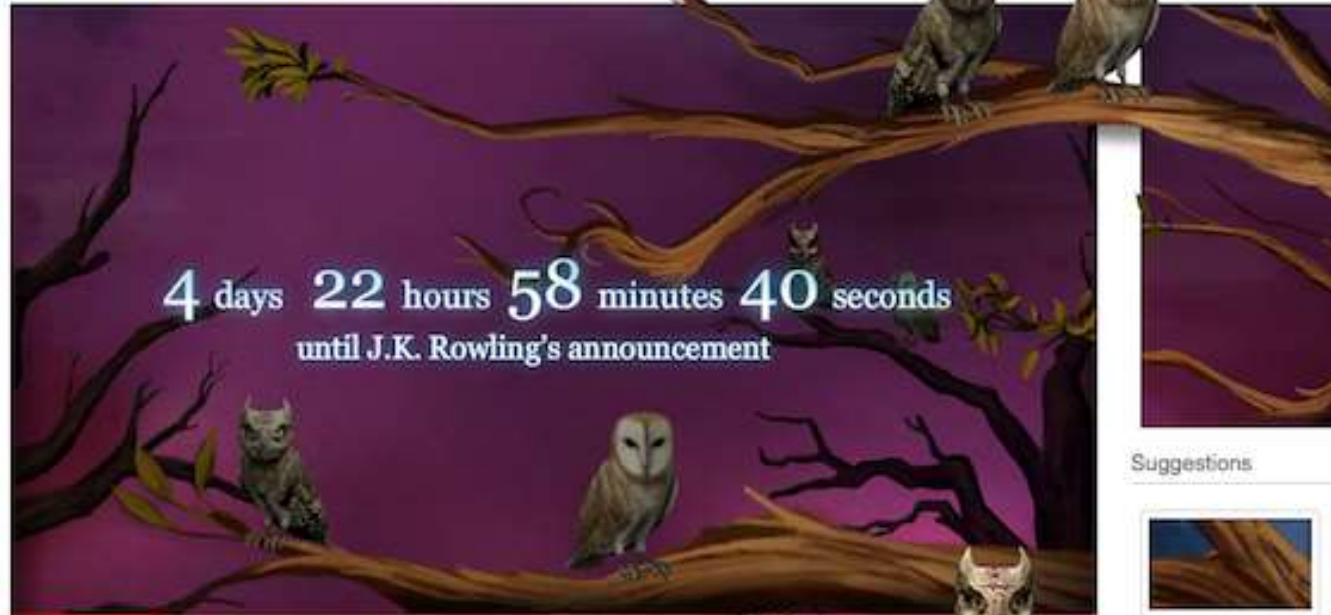 4 days 22 hours 58 minutes 40 seconds
until J.K. Rowling's announcement
Suggestions